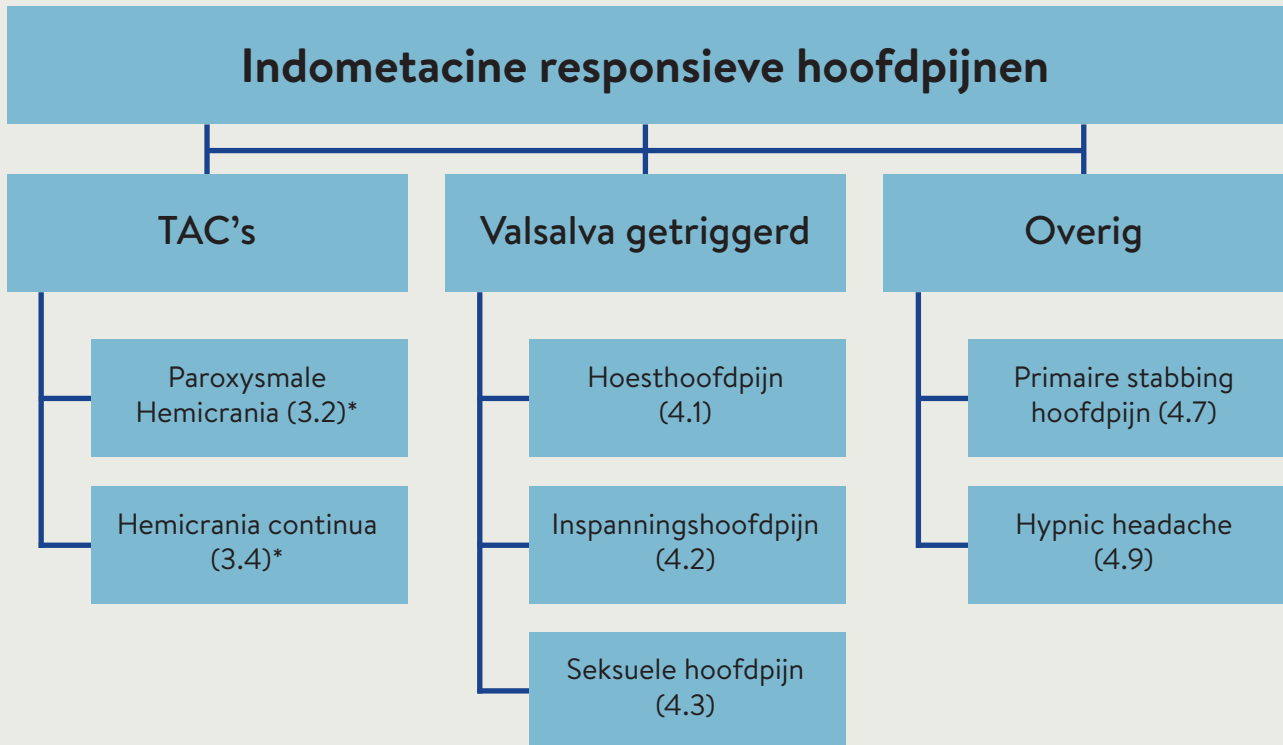 Indometacine responsieve hoofdpijnen
TAC’s
Valsalva getriggerd
Overig
Paroxysmale
Hemicrania (3.2)*
Hemicrania continua
(3.4)*
Hoesthoofdpijn
(4.1)
Inspanningshoofdpijn
(4.2)
Seksuele hoofdpijn
(4.3)
Primaire stabbing
hoofdpijn (4.7)
Hypnic headache
(4.9)